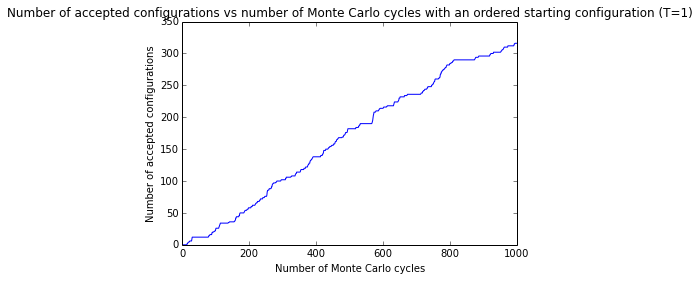 Number of accepted configurations vs number of Monte Carlo cycles with an ordered starting configuration (T=1)
350
300
250
200
150
100
50
0
Number of accepted configurations
0 200 400 600 800 1000
Number of Monte Carlo cycles